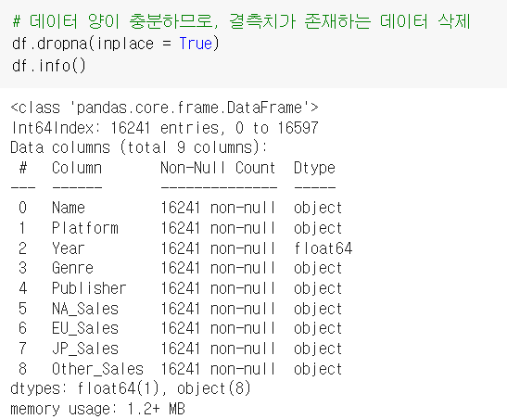 # 데이터 양이 충분하므로, 결측치가 존재하는 데이터 삭제
df.dropna(inplace = True)
df.info()
<class 'pandas.core.frame.DataFrame'>
Int64Index: 16241 entries, 0 to 16597
Data columns (total 9 columns):
 #   Column       Non-Null Count  Dtype
---  ------       --------------  -----
 0   Name         16241 non-null  object
 1   Platform     16241 non-null  object
 2   Year         16241 non-null  float64
 3   Genre        16241 non-null  object
 4   Publisher    16241 non-null  object
 5   NA_Sales     16241 non-null  object
 6   EU_Sales     16241 non-null  object
 7   JP_Sales     16241 non-null  object
 8   Other_Sales  16241 non-null  object
dtypes: float64(1), object(8)
memory usage: 1.2+ MB